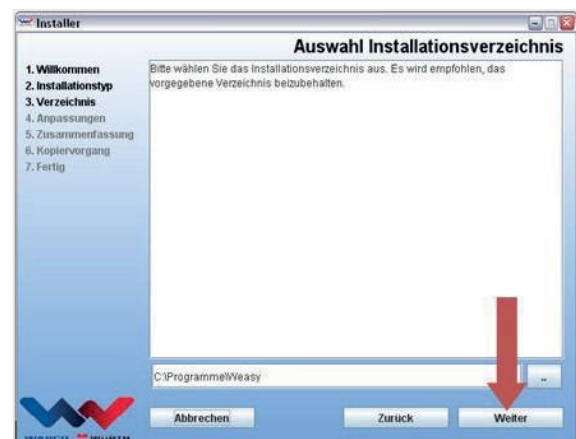 Installer
Auswahl Installationsverzeichnis
1. Willkommen
2. Installationstyp
3. Verzeichnis
4. Anpassungen
5. Zusammenfassung
6. Kopiervorgang
7. Fertig
Bitte wählen Sie das Installationsverzeichnis aus. Es wird empfohlen, das
vorgegebene Verzeichnis beizubehalten.
C:\Programme\Weasy
..
Abbrechen
Zurück
Weiter